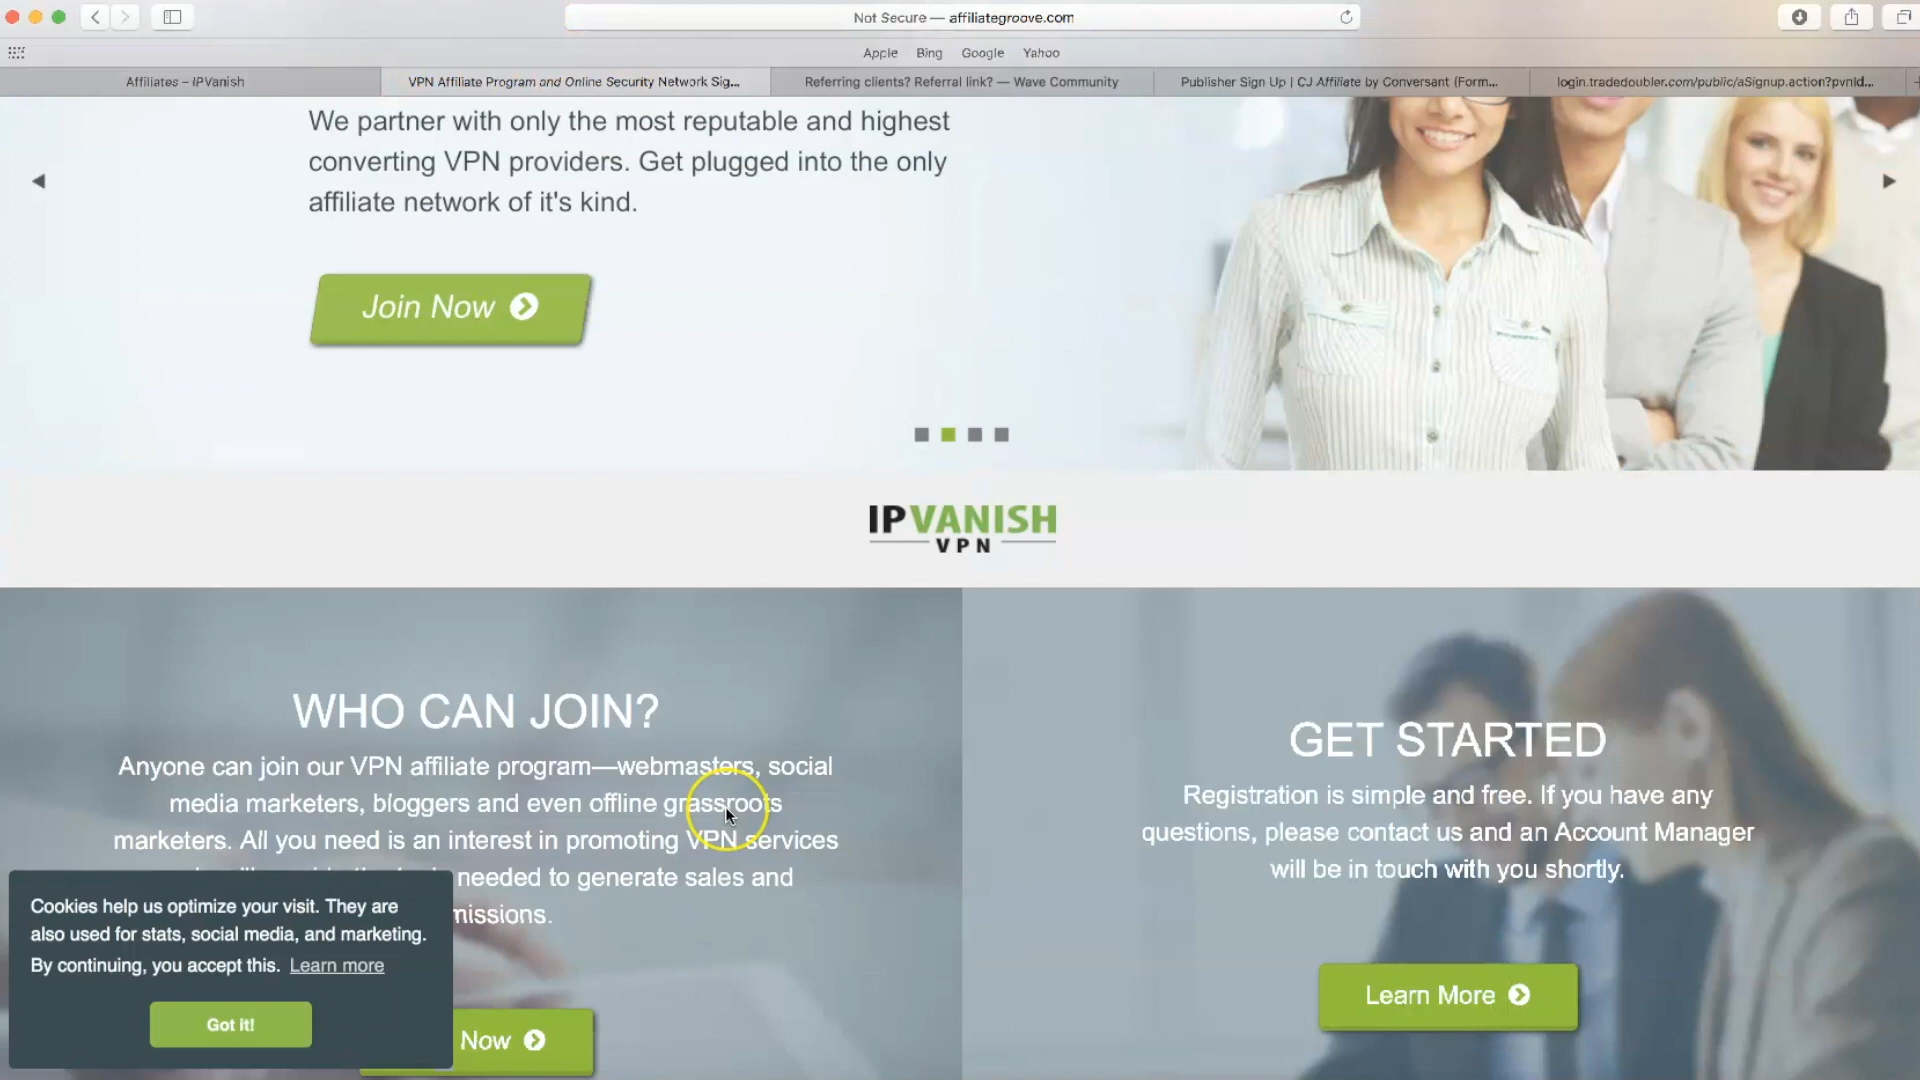 Not Secure — affiliategroove.com
Apple Bing Google Yahoo
Affiliates – IPVanish
VPN Affiliate Program and Online Security Network Sig...
Referring clients? Referral link? — Wave Community
Publisher Sign Up | CJ Affiliate by Conversant (Form...
login.tradedoubler.com/public/aSignup.action?pvnId...
We partner with only the most reputable and highest
converting VPN providers. Get plugged into the only
affiliate network of it's kind.
Join Now
IPVANISH
VPN
WHO CAN JOIN?
Anyone can join our VPN affiliate program—webmasters, social
media marketers, bloggers and even offline grassroots
marketers. All you need is an interest in promoting VPN services
needed to generate sales and
missions.
Now
GET STARTED
Registration is simple and free. If you have any
questions, please contact us and an Account Manager
will be in touch with you shortly.
Learn More
Cookies help us optimize your visit. They are
also used for stats, social media, and marketing.
By continuing, you accept this. Learn more
Got it!